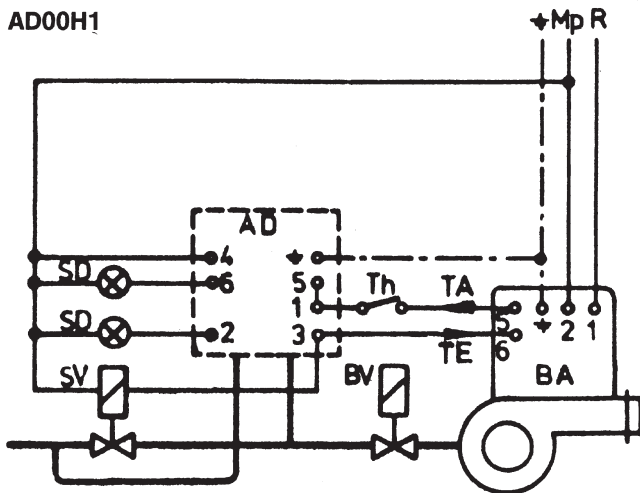 AD00H1
⏚ Mp R
AD
4 ⏚
SD 6 5 Th TA
1 5 ⏚ 2 1
SD 2 3 TE 6
SV BV BA